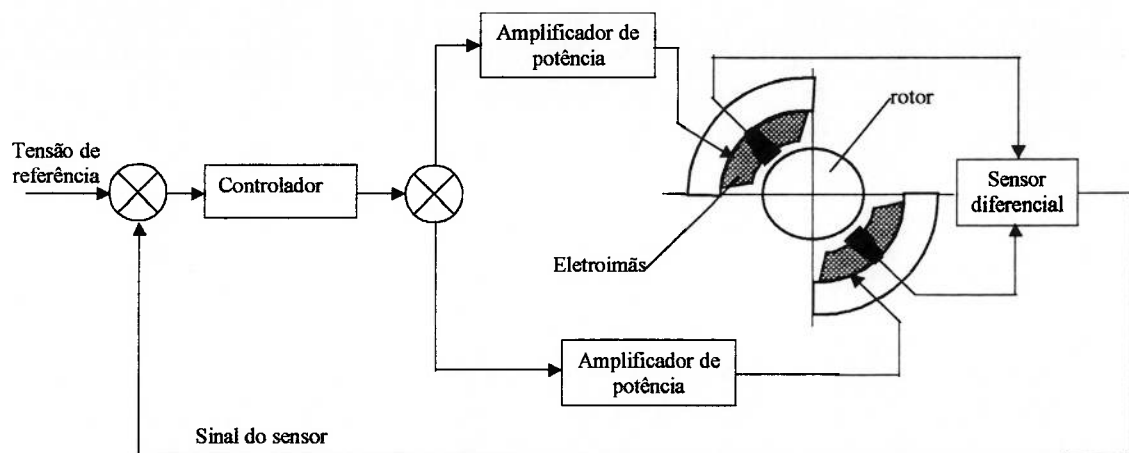 Amplificador de
potência
rotor
Tensão de
referência
Controlador
Sensor
diferencial
Eletroimãs
Amplificador de
potência
Sinal do sensor